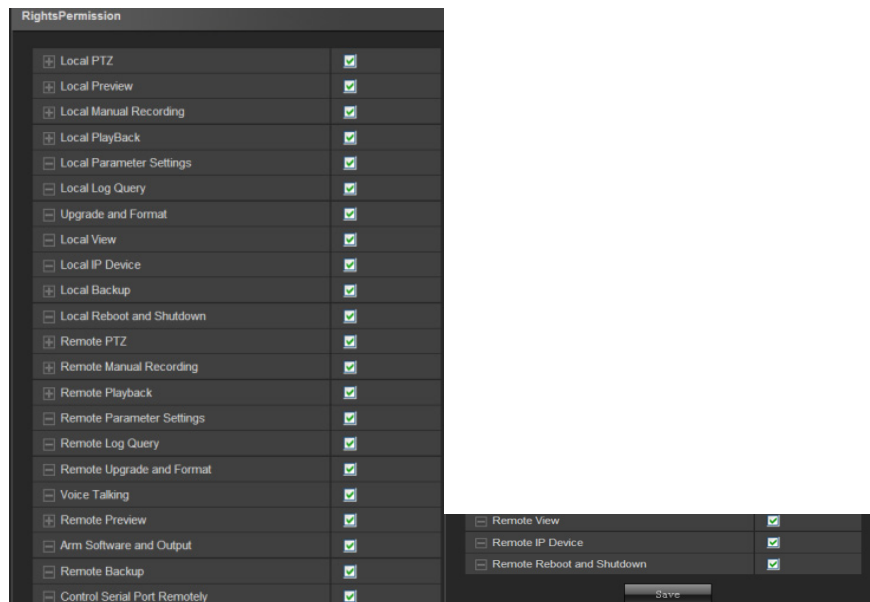 RightsPermission
Local PTZ
Local Preview
Local Manual Recording
Local PlayBack
Local Parameter Settings
Local Log Query
Upgrade and Format
Local View
Local IP Device
Local Backup
Local Reboot and Shutdown
Remote PTZ
Remote Manual Recording
Remote Playback
Remote Parameter Settings
Remote Log Query
Remote Upgrade and Format
Voice Talking
Remote Preview
Arm Software and Output
Remote Backup
Control Serial Port Remotely
Remote View
Remote IP Device
Remote Reboot and Shutdown
Save